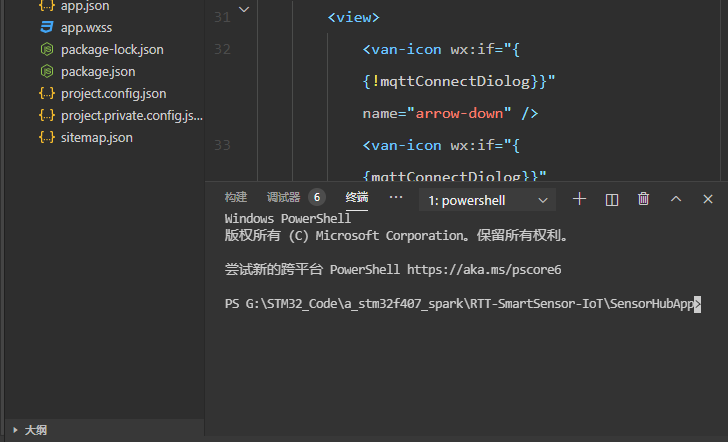 app.json
app.wxss
package-lock.json
package.json
project.config.json
project.private.config.js...
sitemap.json
大纲
31 <view>
32 <van-icon wx:if="{
{!mqttConnectDiolog}}"
name="arrow-down" />
33 <van-icon wx:if="{
{mqttConnectDiolog}}"
构建 调试器 6 终端 ··· 1: powershell
Windows PowerShell
版权所有 (C) Microsoft Corporation。保留所有权利。
尝试新的跨平台 PowerShell https://aka.ms/pscore6
PS G:\STM32_Code\a_stm32f407_spark\RTT-SmartSensor-IoT\SensorHubApp>